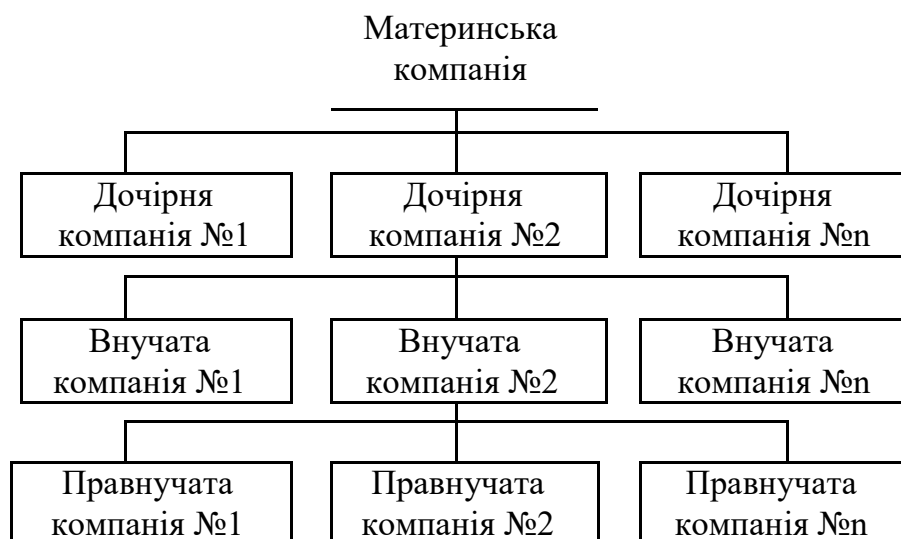 Материнська
компанія
Дочірня
компанія №1
Дочірня
компанія №2
Дочірня
компанія №n
Внучата
компанія №1
Внучата
компанія №2
Внучата
компанія №n
Правнучата
компанія №1
Правнучата
компанія №2
Правнучата
компанія №n